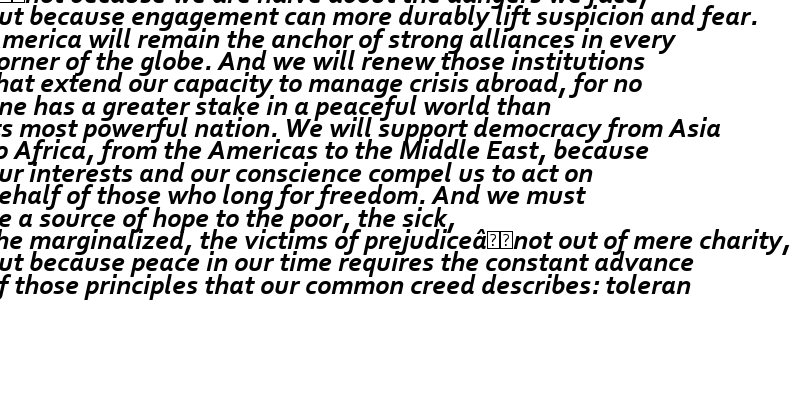 not because we are naive about the dangers we face,
ut because engagement can more durably lift suspicion and fear.
merica will remain the anchor of strong alliances in every
orner of the globe. And we will renew those institutions
hat extend our capacity to manage crisis abroad, for no
ne has a greater stake in a peaceful world than
s most powerful nation. We will support democracy from Asia
o Africa, from the Americas to the Middle East, because
ur interests and our conscience compel us to act on
ehalf of those who long for freedom. And we must
e a source of hope to the poor, the sick,
he marginalized, the victims of prejudiceânot out of mere charity,
ut because peace in our time requires the constant advance
f those principles that our common creed describes: toleran